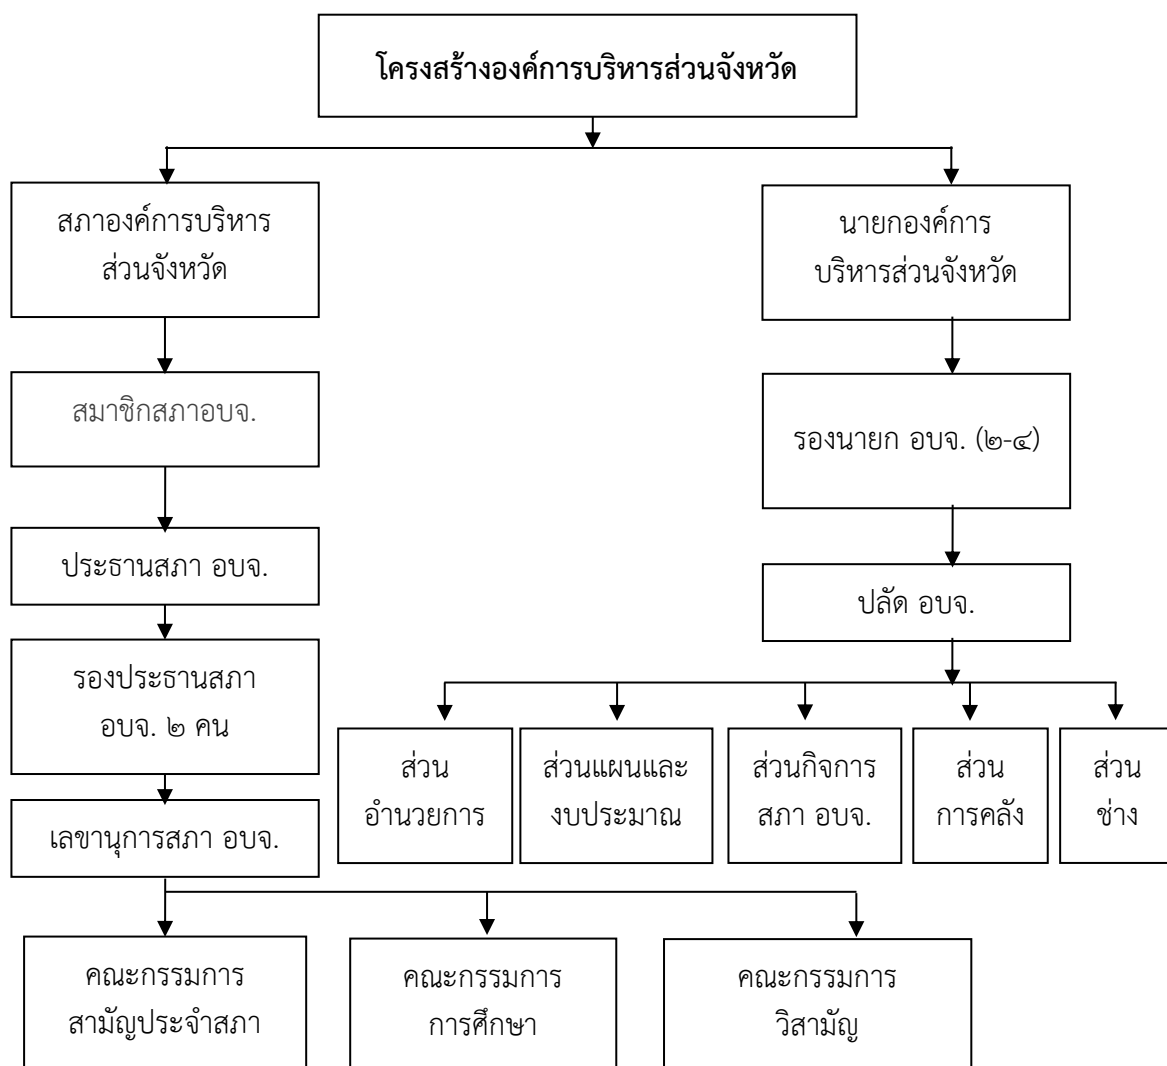 โครงสร้างองค์การบริหารส่วนจังหวัด
สภาองค์การบริหาร
ส่วนจังหวัด
นายกองค์การ
บริหารส่วนจังหวัด
สมาชิกสภาอบจ.
รองนายก อบจ. (๒-๔)
ประธานสภา อบจ.
ปลัด อบจ.
รองประธานสภา
อบจ. ๒ คน
ส่วน
อำนวยการ
ส่วนแผนและ
งบประมาณ
ส่วนกิจการ
สภา อบจ.
ส่วน
การคลัง
ส่วน
ช่าง
เลขานุการสภา อบจ.
คณะกรรมการ
สามัญประจำสภา
คณะกรรมการ
การศึกษา
คณะกรรมการ
วิสามัญ